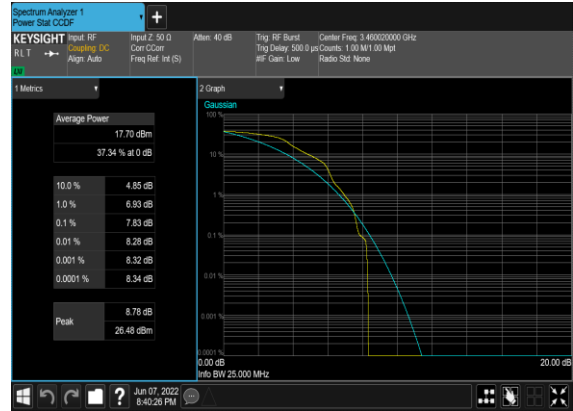 Spectrum Analyzer 1
Power Stat CCDF
KEYSIGHT Input: RF Input Z: 50 Ω Atten: 40 dB Trig: RF Burst Center Freq: 3.460020000 GHz
RLT Coupling: DC Corr CCorr Trig Delay: 500.0 µs Counts: 1.00 M/1.00 Mpt
Align: Auto Freq Ref: Int (S) #IF Gain: Low Radio Std: None
1 Metrics
Average Power
17.70 dBm
37.34 % at 0 dB
10.0 % 4.85 dB
1.0 % 6.93 dB
0.1 % 7.83 dB
0.01 % 8.28 dB
0.001 % 8.32 dB
0.0001 % 8.34 dB
Peak
8.78 dB
26.48 dBm
2 Graph
Gaussian
100 %
10 %
1 %
0.1 %
0.01 %
0.001 %
0.0001 %
0.00 dB 20.00 dB
Info BW 25.000 MHz
? Jun 07, 2022
8:40:26 PM